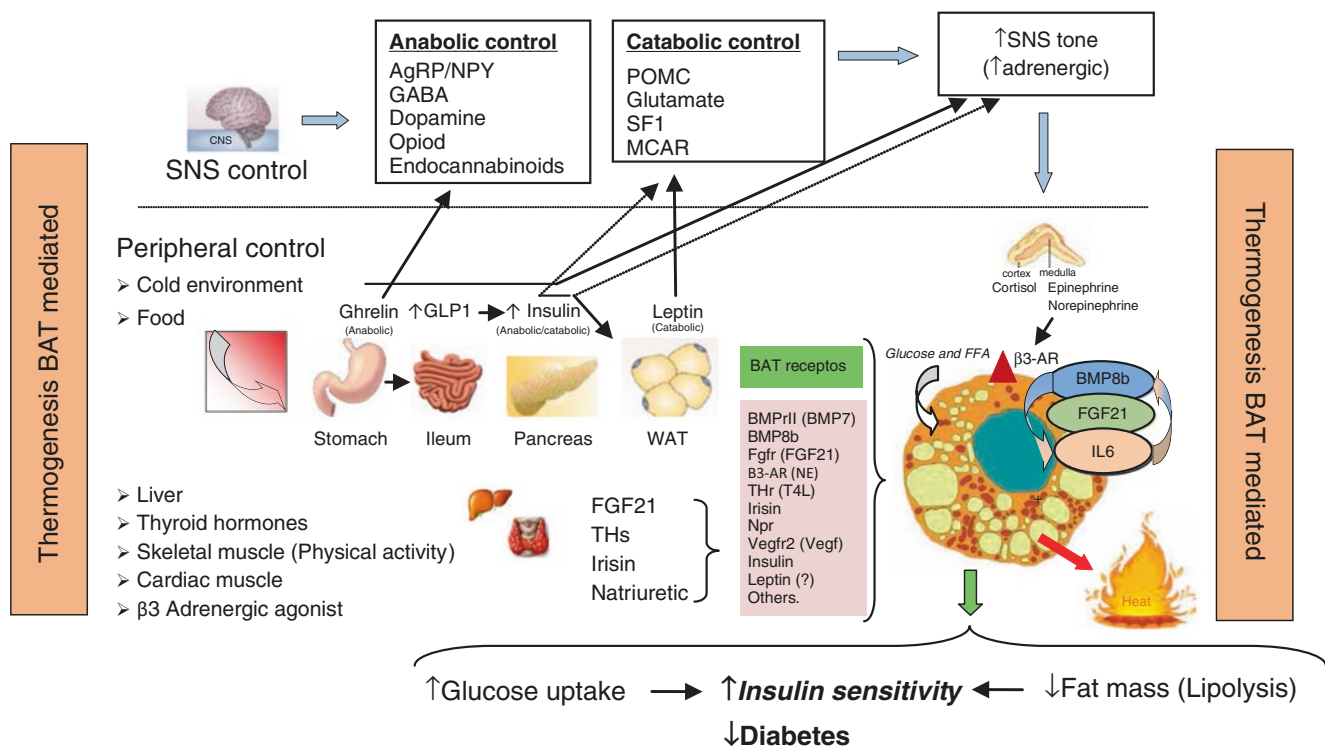 Thermogenesis BAT mediated
CNS
SNS control
Anabolic control
AgRP/NPY
GABA
Dopamine
Opiod
Endocannabinoids
Catabolic control
POMC
Glutamate
SF1
MCAR
↑SNS tone
(↑adrenergic)
Peripheral control
➢ Cold environment
➢ Food
Ghrelin
(Anabolic)
↑GLP1
↑ Insulin
(Anabolic/catabolic)
Leptin
(Catabolic)
Stomach
Ileum
Pancreas
WAT
cortex
medulla
Cortisol
Epinephrine
Norepinephrine
Glucose and FFA
β3-AR
BMP8b
FGF21
IL6
+
Heat
BAT receptos
BMPrII (BMP7)
BMP8b
Fgfr (FGF21)
B3-AR (NE)
THr (T4L)
Irisin
Npr
Vegfr2 (Vegf)
Insulin
Leptin (?)
Others.
➢ Liver
➢ Thyroid hormones
➢ Skeletal muscle (Physical activity)
➢ Cardiac muscle
➢ β3 Adrenergic agonist
FGF21
THs
Irisin
Natriuretic
Thermogenesis BAT mediated
↑Glucose uptake
↑Insulin sensitivity
↓Fat mass (Lipolysis)
↓Diabetes